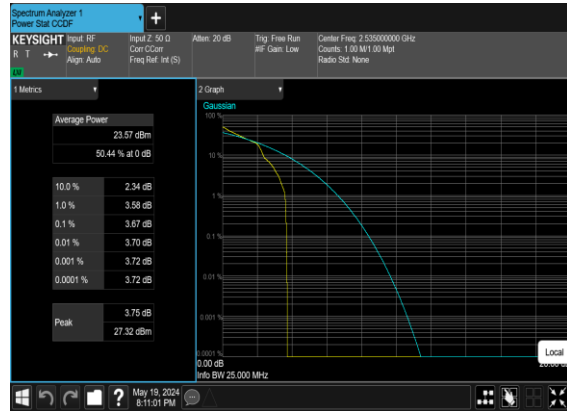 Spectrum Analyzer 1
Power Stat CCDF
KEYSIGHT
R T
LW
Input: RF
Coupling: DC
Align: Auto
Input Z: 50 Ω
Corr CCorr
Freq Ref: Int (S)
Atten: 20 dB
Trig: Free Run
#IF Gain: Low
Center Freq: 2.535000000 GHz
Counts: 1.00 M/1.00 Mpt
Radio Std: None
1 Metrics
Average Power
23.57 dBm
50.44 % at 0 dB
10.0 % 2.34 dB
1.0 % 3.58 dB
0.1 % 3.67 dB
0.01 % 3.70 dB
0.001 % 3.72 dB
0.0001 % 3.72 dB
Peak
3.75 dB
27.32 dBm
2 Graph
Gaussian
100 %
10 %
1 %
0.1 %
0.01 %
0.001 %
0.0001 %
0.00 dB
Info BW 25.000 MHz
Local
May 19, 2024
8:11:01 PM